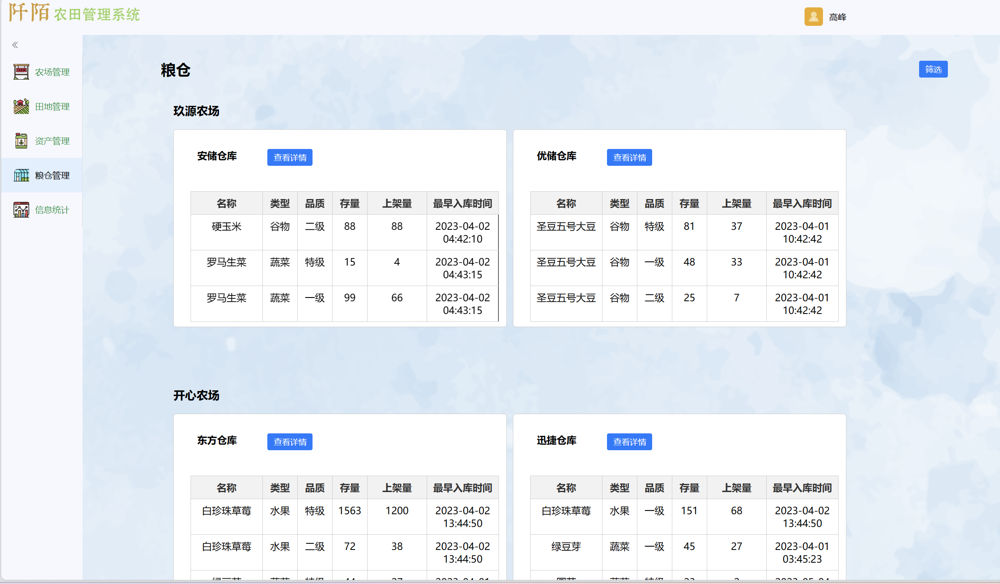 阡陌 农田管理系统
高峰
农场管理
FARM
田地管理
资产管理
粮仓管理
信息统计
粮仓
筛选
玖源农场
安储仓库 查看详情
名称 类型 品质 存量 上架量 最早入库时间
硬玉米 谷物 二级 88 88 2023-04-02
04:42:10
罗马生菜 蔬菜 特级 15 4 2023-04-02
04:43:15
罗马生菜 蔬菜 一级 99 66 2023-04-02
04:43:15
优储仓库 查看详情
名称 类型 品质 存量 上架量 最早入库时间
圣豆五号大豆 谷物 特级 81 37 2023-04-01
10:42:42
圣豆五号大豆 谷物 一级 48 33 2023-04-01
10:42:42
圣豆五号大豆 谷物 二级 25 7 2023-04-01
10:42:42
开心农场
东方仓库 查看详情
名称 类型 品质 存量 上架量 最早入库时间
白珍珠草莓 水果 特级 1563 1200 2023-04-02
13:44:50
白珍珠草莓 水果 二级 72 38 2023-04-02
13:44:50
迅捷仓库 查看详情
名称 类型 品质 存量 上架量 最早入库时间
白珍珠草莓 水果 一级 151 68 2023-04-02
13:44:50
绿豆芽 蔬菜 一级 45 27 2023-04-01
03:45:23